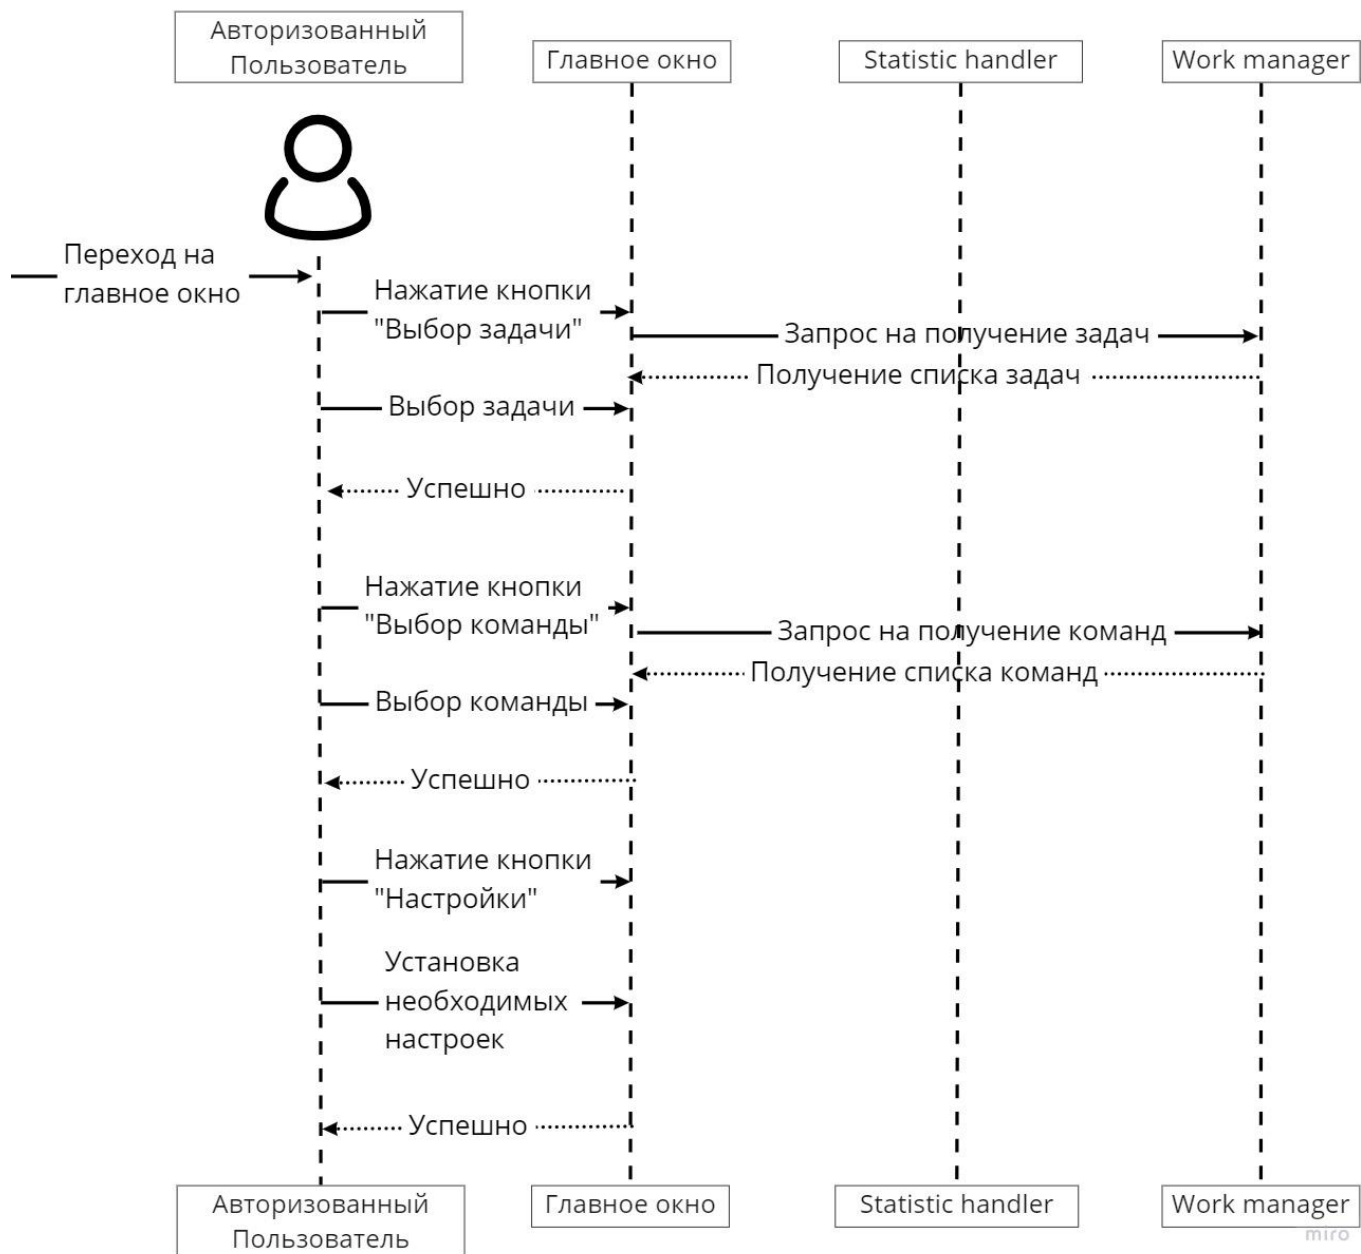 Авторизованный
Пользователь
Главное окно
Statistic handler
Work manager
Переход на
главное окно
Нажатие кнопки
"Выбор задачи"
Запрос на получение задач
Получение списка задач
Выбор задачи
Успешно
Нажатие кнопки
"Выбор команды"
Запрос на получение команд
Получение списка команд
Выбор команды
Успешно
Нажатие кнопки
"Настройки"
Установка
необходимых
настроек
Успешно
Авторизованный
Пользователь
Главное окно
Statistic handler
Work manager
miro